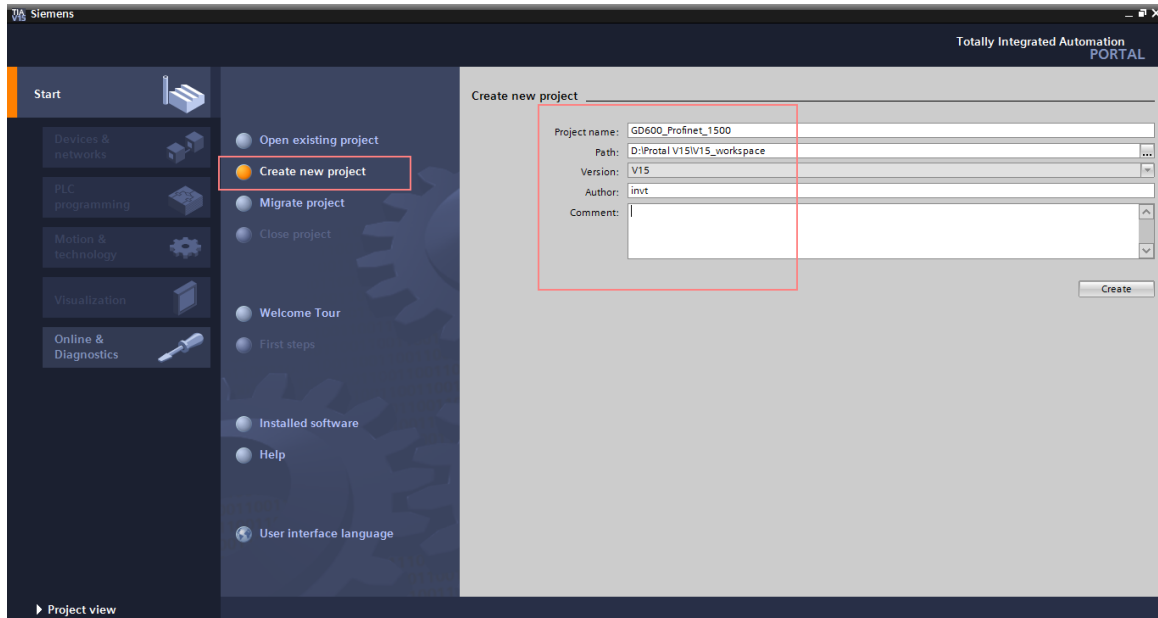 TIA V15 Siemens
Totally Integrated Automation
PORTAL
Start
Devices &
networks
PLC
programming
Motion &
technology
Visualization
Online &
Diagnostics
Open existing project
Create new project
Migrate project
Close project
Welcome Tour
First steps
Installed software
Help
User interface language
Create new project
Project name: GD600_Profinet_1500
Path: D:\Protal V15\V15_workspace
...
Version: V15
Author: invt
Comment:
Create
Project view